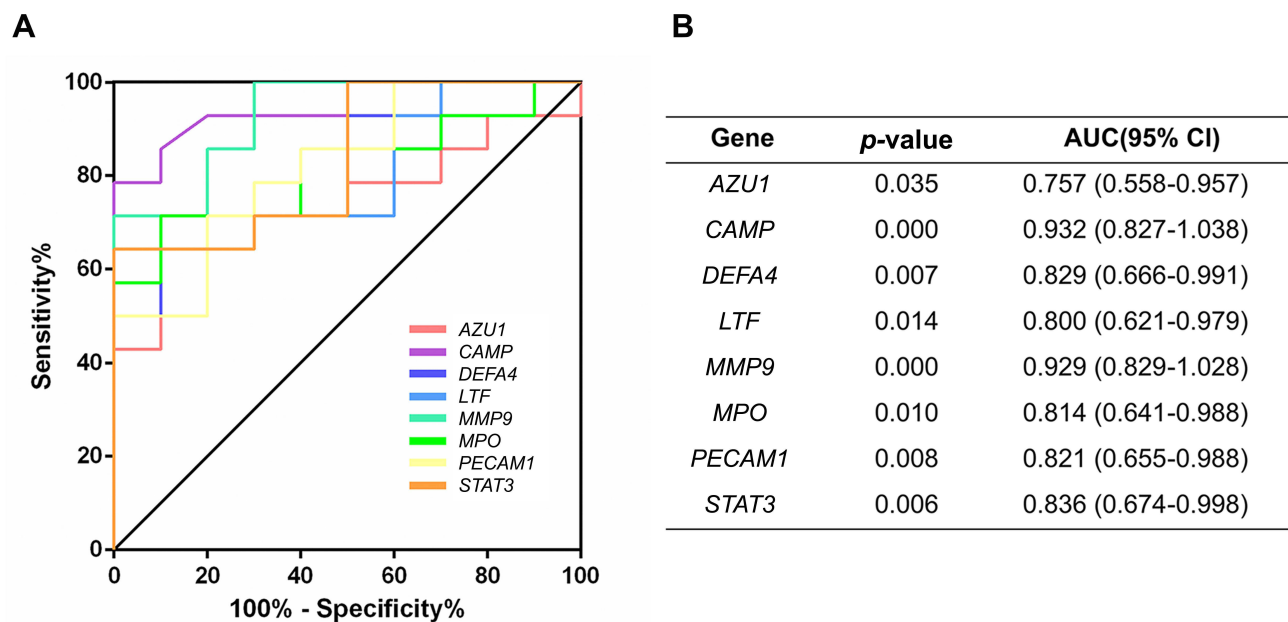 A
B
100
80
60
40
20
0
Sensitivity%
0 20 40 60 80 100
100% - Specificity%
AZU1
CAMP
DEFA4
LTF
MMP9
MPO
PECAM1
STAT3
Gene p-value AUC(95% CI)
AZU1 0.035 0.757 (0.558-0.957)
CAMP 0.000 0.932 (0.827-1.038)
DEFA4 0.007 0.829 (0.666-0.991)
LTF 0.014 0.800 (0.621-0.979)
MMP9 0.000 0.929 (0.829-1.028)
MPO 0.010 0.814 (0.641-0.988)
PECAM1 0.008 0.821 (0.655-0.988)
STAT3 0.006 0.836 (0.674-0.998)